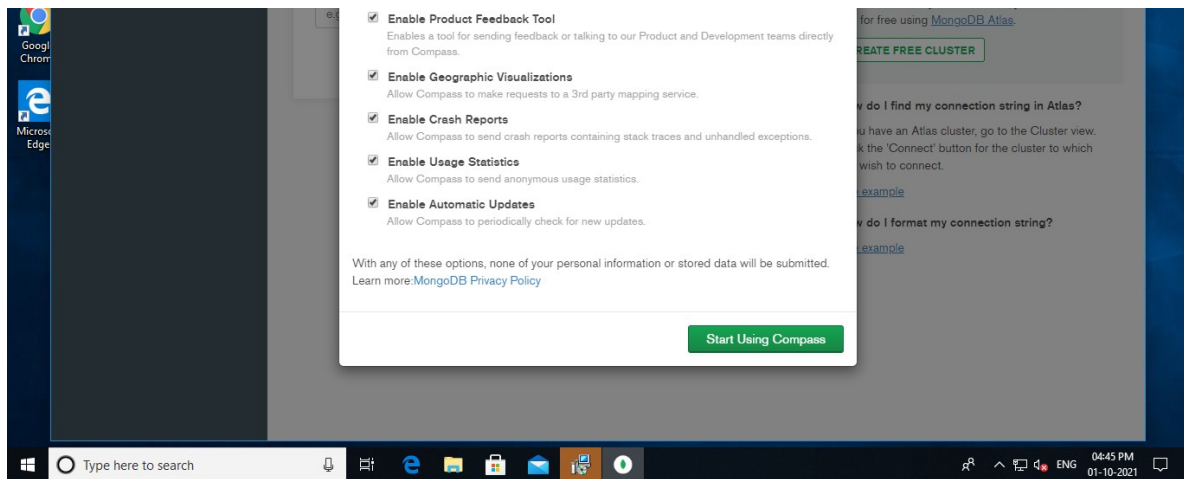 Googl
Chrom
Microso
Edge
e.g
Enable Product Feedback Tool
Enables a tool for sending feedback or talking to our Product and Development teams directly
from Compass.
Enable Geographic Visualizations
Allow Compass to make requests to a 3rd party mapping service.
Enable Crash Reports
Allow Compass to send crash reports containing stack traces and unhandled exceptions.
Enable Usage Statistics
Allow Compass to send anonymous usage statistics.
Enable Automatic Updates
Allow Compass to periodically check for new updates.
With any of these options, none of your personal information or stored data will be submitted.
Learn more:MongoDB Privacy Policy
Start Using Compass
for free using MongoDB Atlas.
REATE FREE CLUSTER
w do I find my connection string in Atlas?
ou have an Atlas cluster, go to the Cluster view.
k the 'Connect' button for the cluster to which
wish to connect.
example
w do I format my connection string?
example
Type here to search
ENG
04:45 PM
01-10-2021